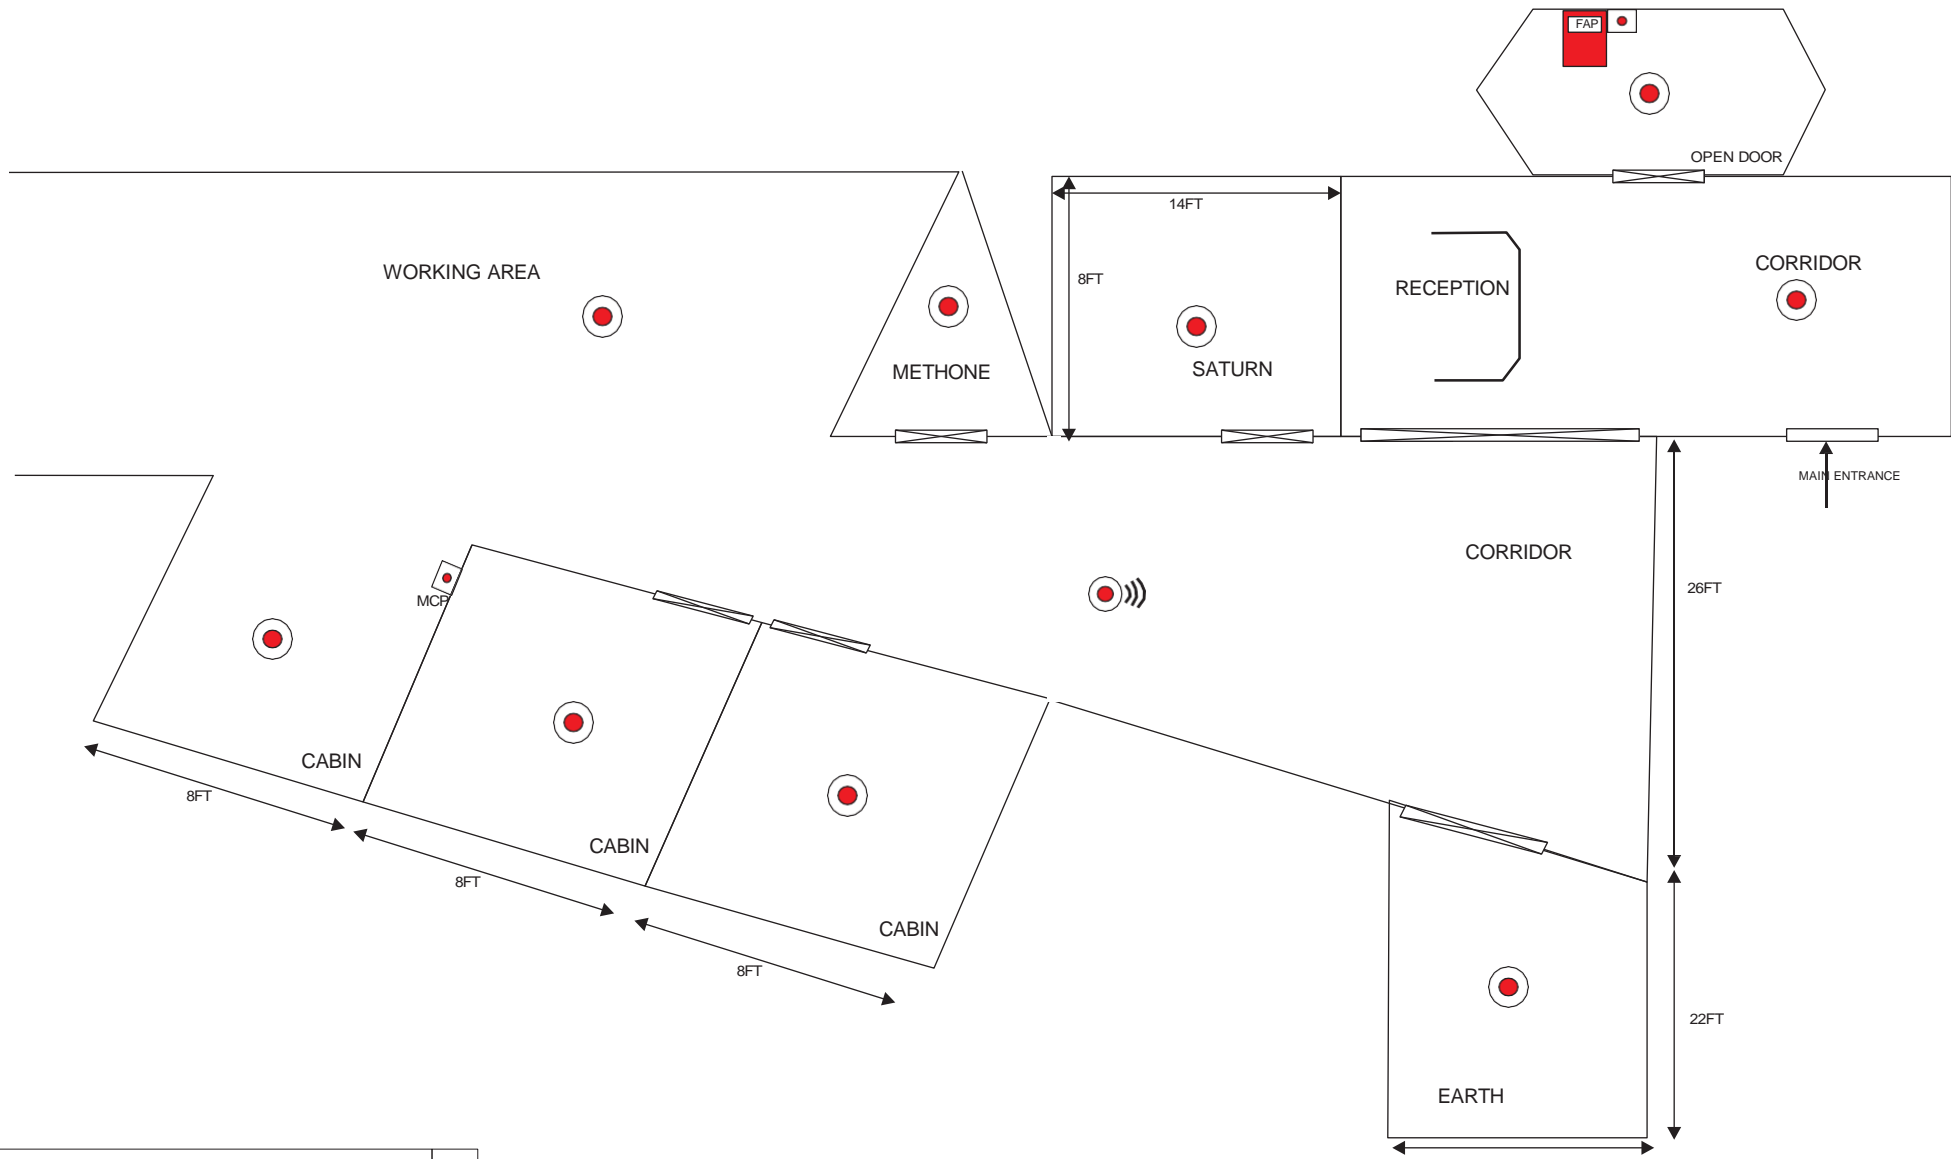 FAP
OPEN DOOR
14FT
WORKING AREA
8FT
CORRIDOR
RECEPTION
METHONE
SATURN
MAIN ENTRANCE
CORRIDOR
26FT
MCP
CABIN
8FT
CABIN
8FT
CABIN
8FT
22FT
EARTH